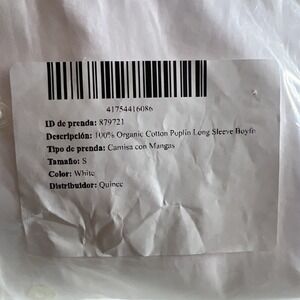 41754416086
ID de prenda: 879721
Descripción: 100% Organic Cotton Poplin Long Sleeve Boyfr
Tipo de prenda: Camisa con Mangas
Tamaño: S
Color: White
Distribuidor: Quince